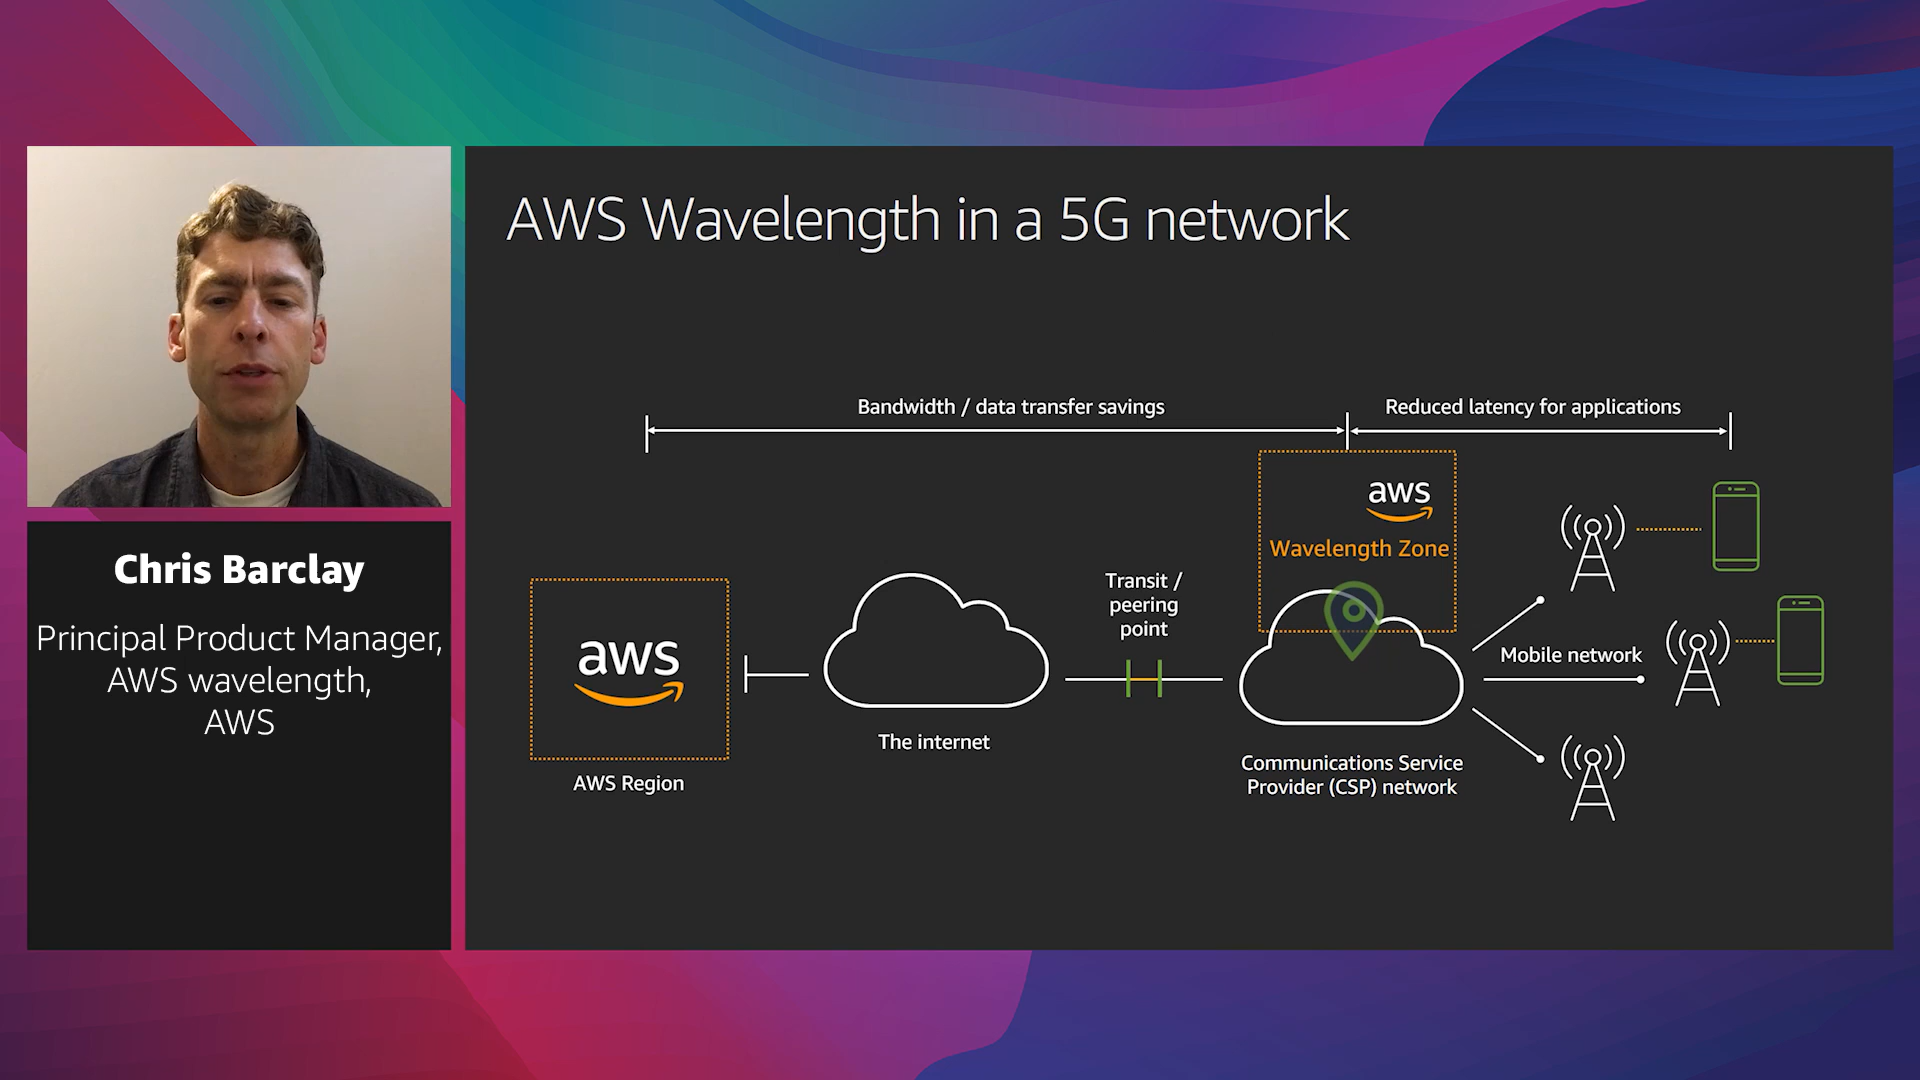 AWS Wavelength in a 5G network
Chris Barclay
Principal Product Manager,
AWS wavelength,
AWS
Bandwidth / data transfer savings
Reduced latency for applications
aws
Wavelength Zone
Transit /
peering
point
aws
Mobile network
The internet
AWS Region
Communications Service
Provider (CSP) network